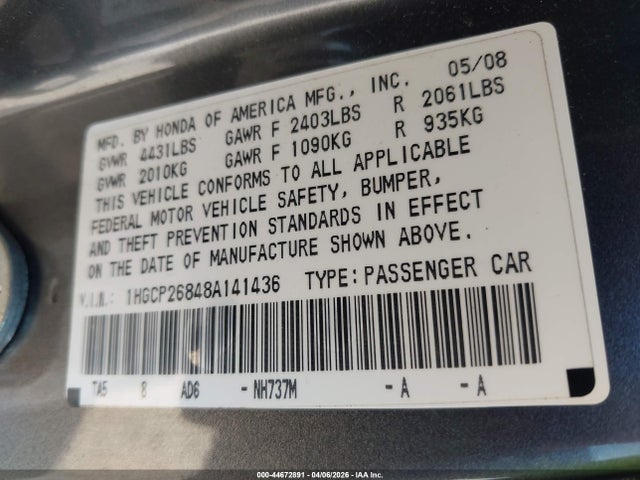 MFD. BY HONDA OF AMERICA MFG., INC. 05/08
GVWR 4431LBS GAWR F 2403LBS R 2061LBS
GVWR 2010KG GAWR F 1090KG R 935KG
THIS VEHICLE CONFORMS TO ALL APPLICABLE
FEDERAL MOTOR VEHICLE SAFETY, BUMPER,
AND THEFT PREVENTION STANDARDS IN EFFECT
ON THE DATE OF MANUFACTURE SHOWN ABOVE.
V.I.N.: 1HGCP26848A141436 TYPE: PASSENGER CAR
TA5 8 AD6 - NH737M - A - A
000-44672891 - 04/06/2026 - IAA Inc.